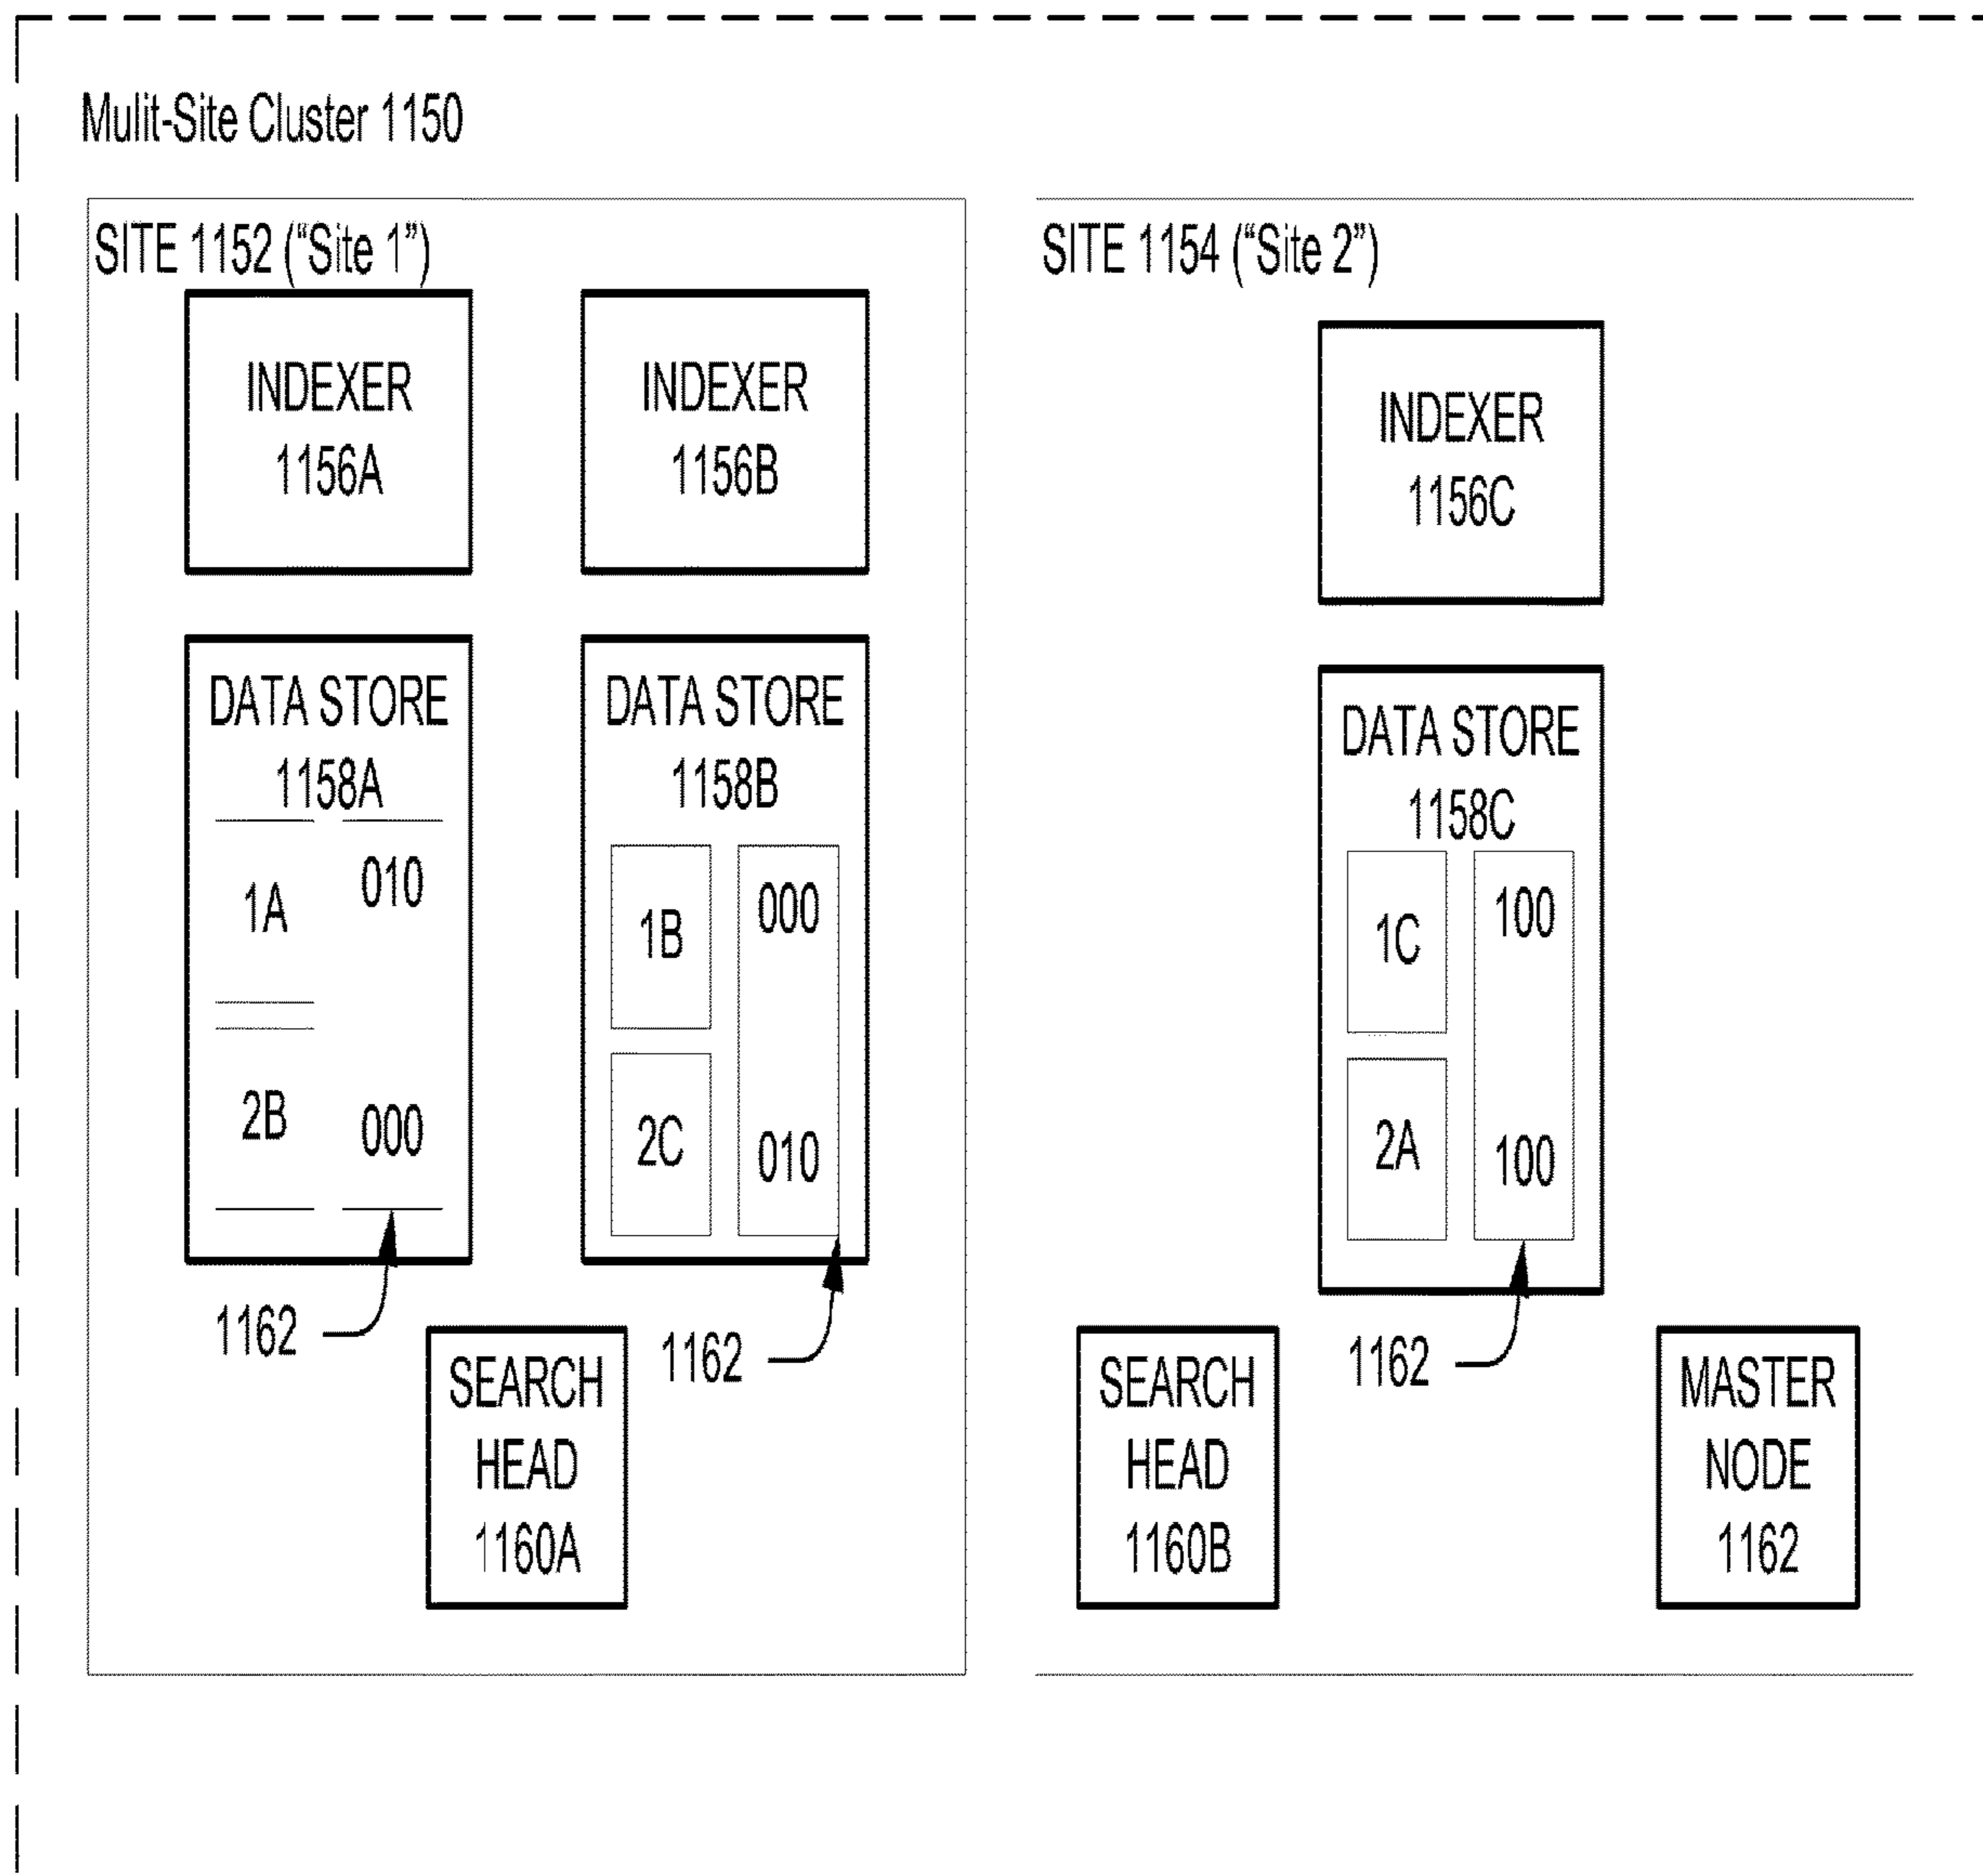 Mulit-Site Cluster 1150
SITE 1152 ("Site 1")
INDEXER
1156A
INDEXER
1156B
DATA STORE
1158A
1A
010
2B
000
1162
DATA STORE
1158B
1B
000
2C
010
1162
SEARCH
HEAD
1160A
SITE 1154 ("Site 2")
INDEXER
1156C
DATA STORE
1158C
1C
100
2A
100
1162
SEARCH
HEAD
1160B
MASTER
NODE
1162